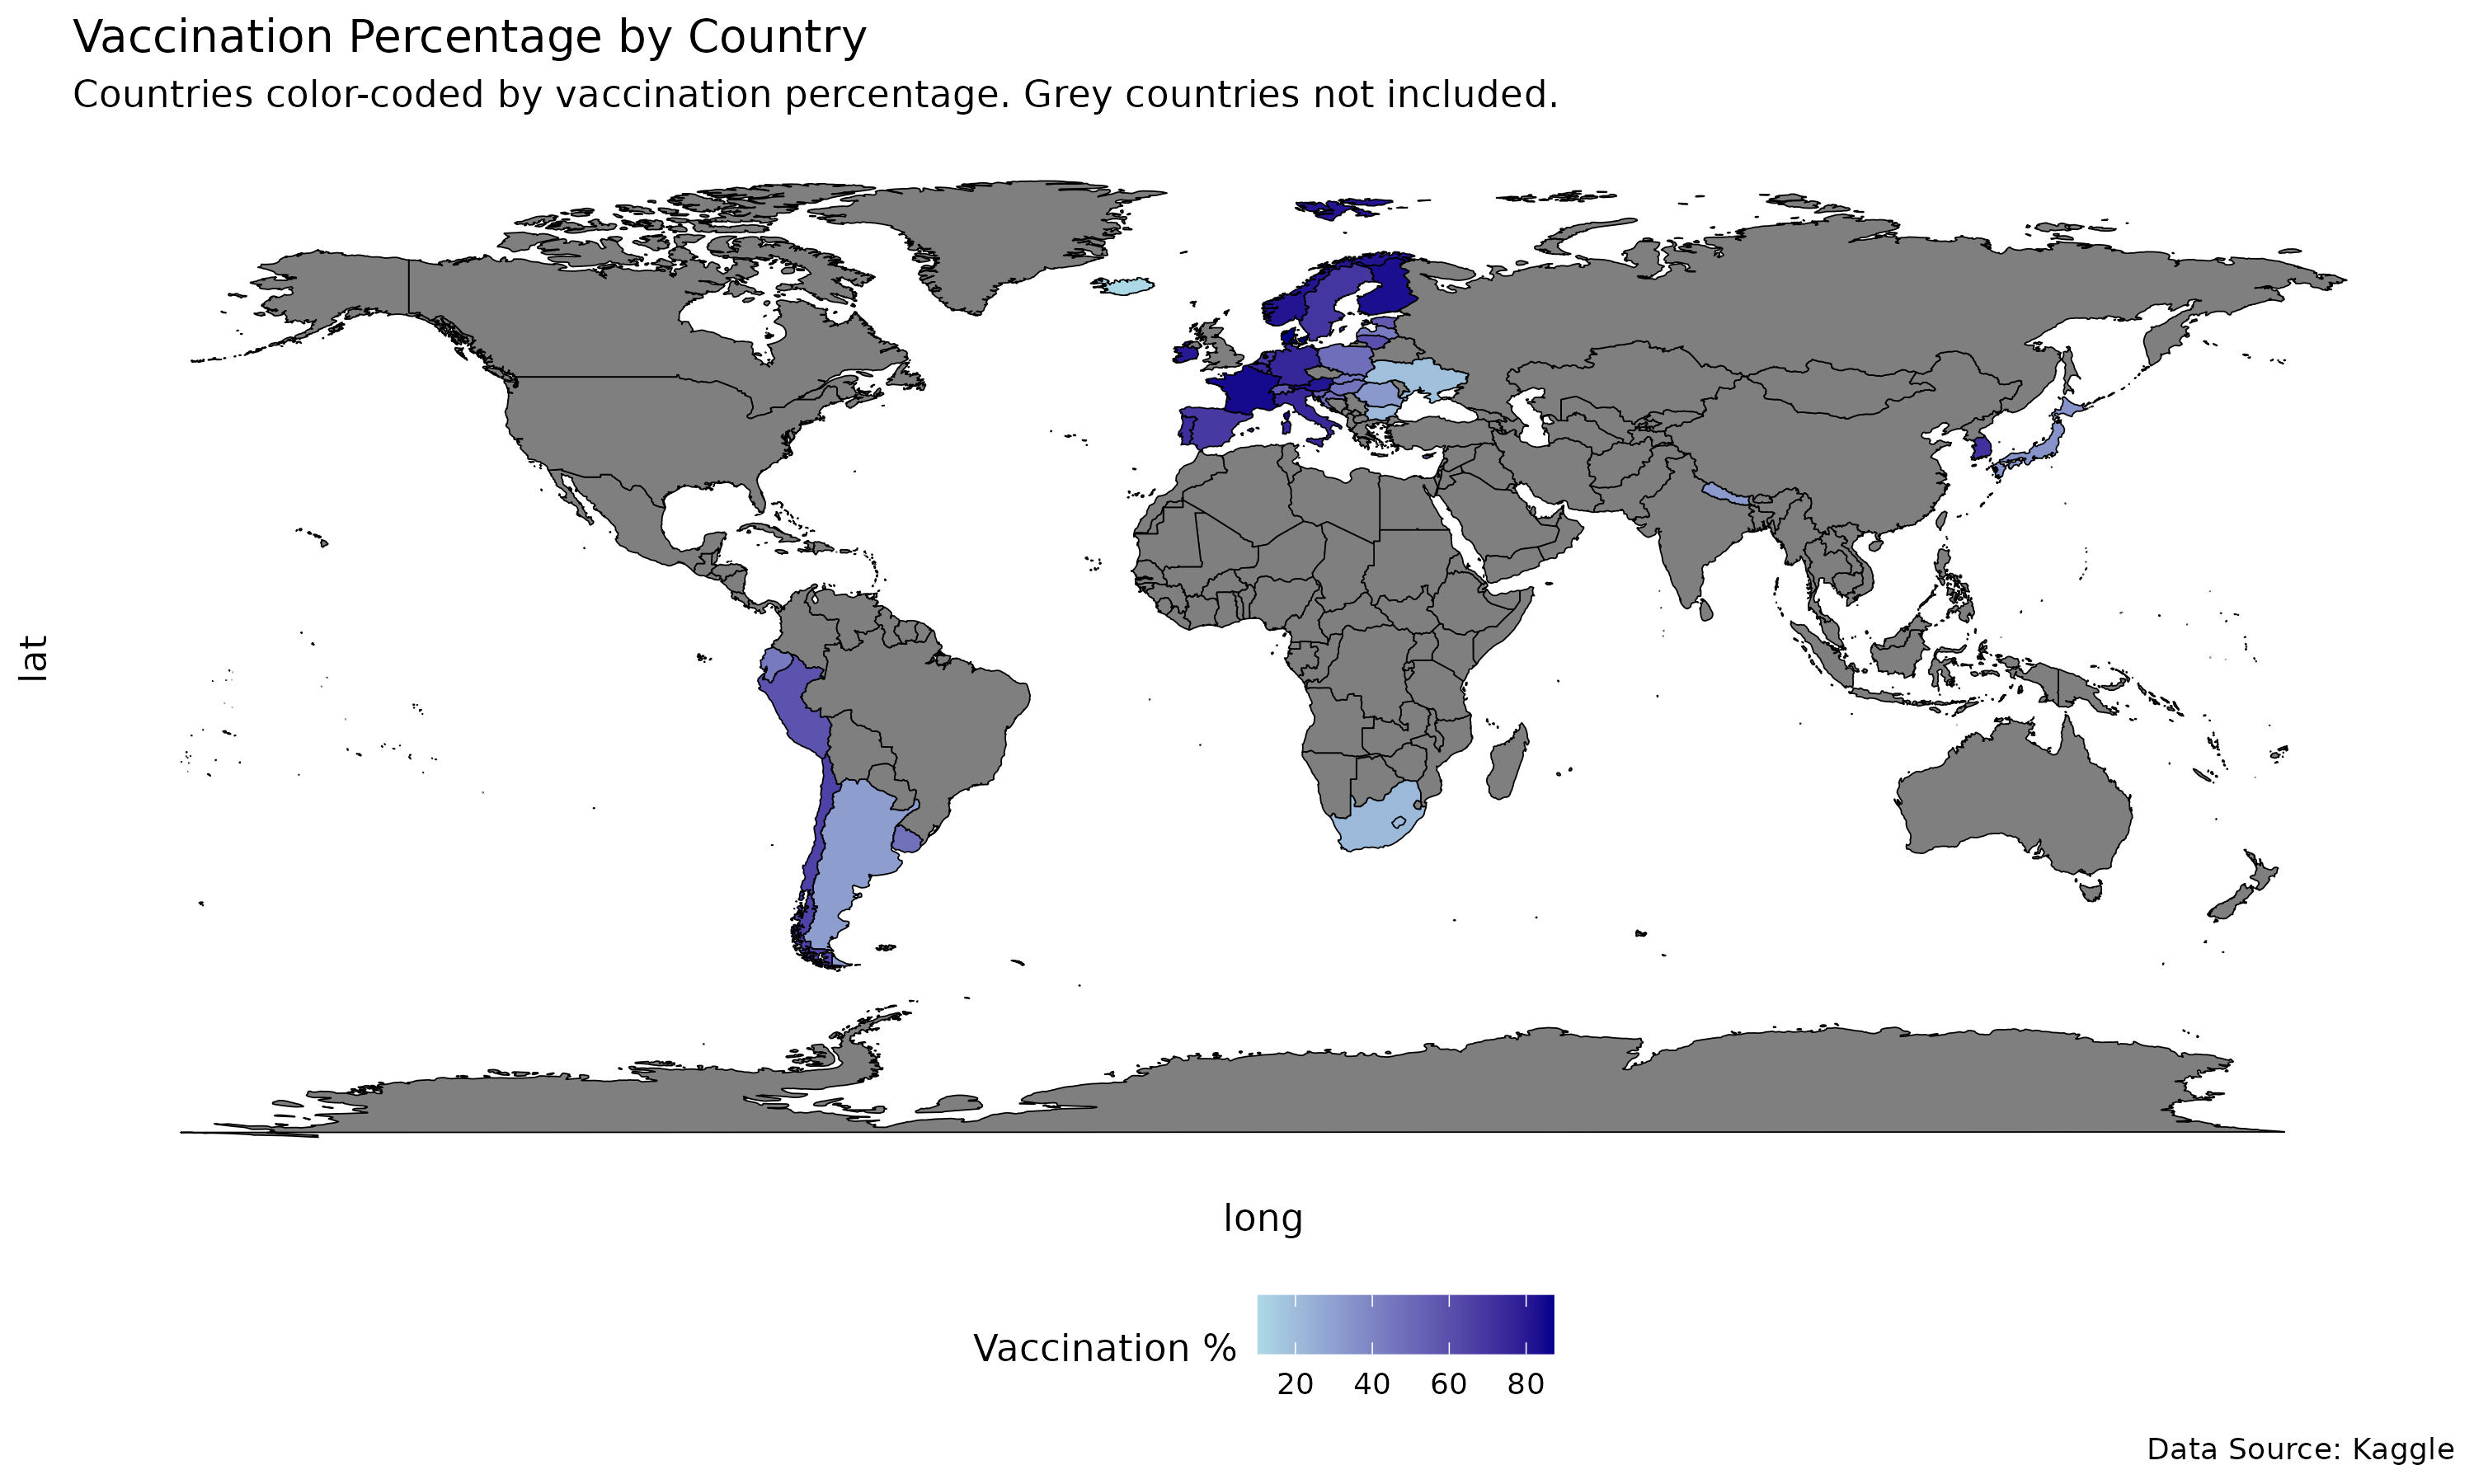 Vaccination Percentage by Country
Countries color-coded by vaccination percentage. Grey countries not included.
lat
long
Vaccination %
20 40 60 80
Data Source: Kaggle